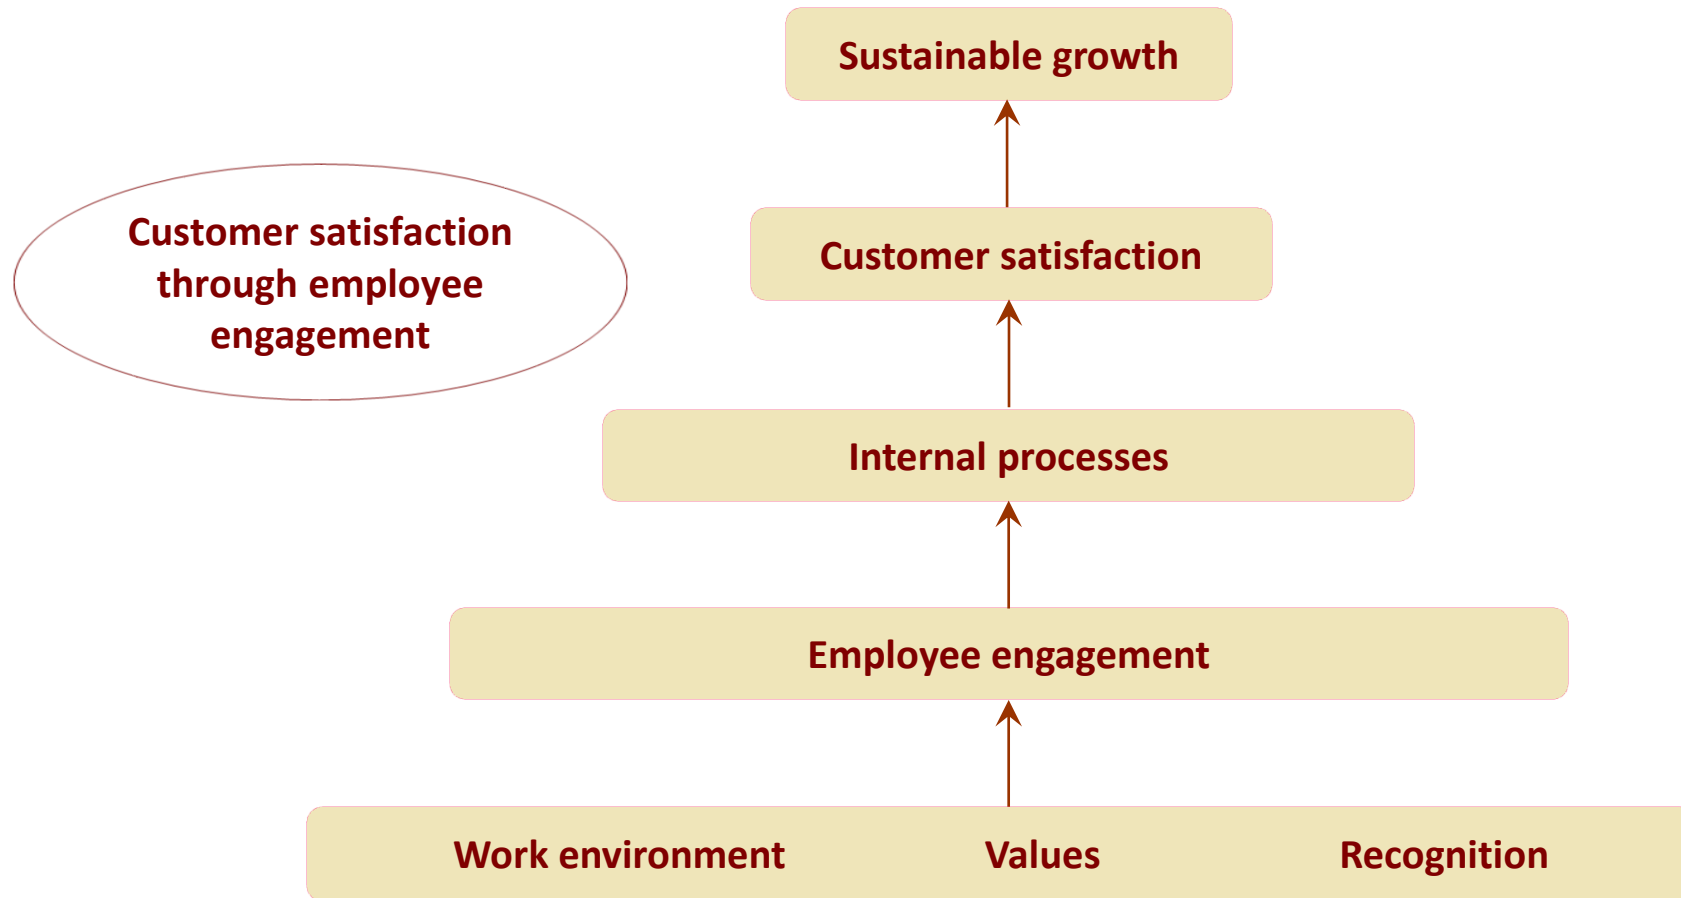 Sustainable growth
Customer satisfaction
through employee
engagement
Customer satisfaction
Internal processes
Employee engagement
Work environment Values Recognition